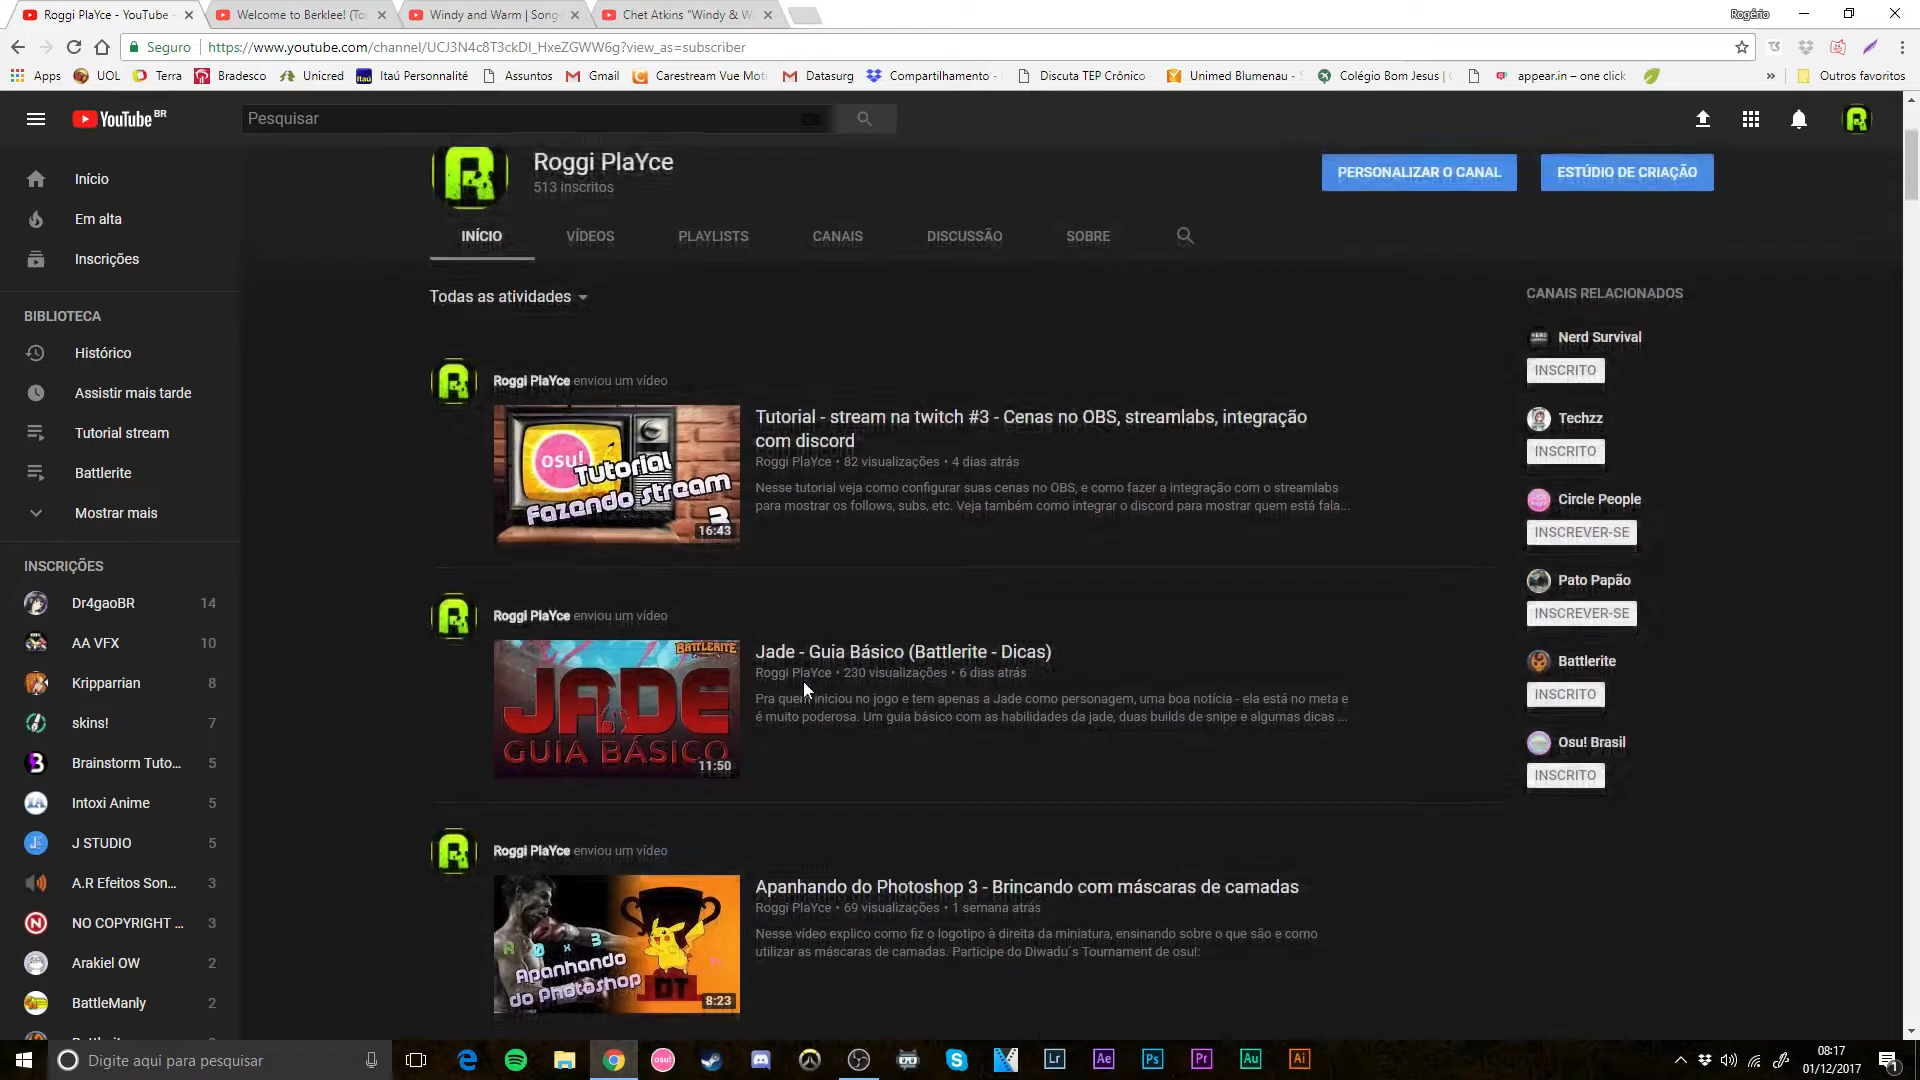 Roggi PlaYce - YouTube -
Welcome to Berklee! (To
Windy and Warm | Song
Chet Atkins "Windy & W
Rogério
Seguro
https://www.youtube.com/channel/UCJ3N4c8T3ckDI_HxeZGWW6g?view_as=subscriber
Apps
UOL
Terra
Bradesco
Unicred
Itaú Personnalité
Assuntos
Gmail
Carestream Vue Mot
Datasurg
Compartilhamento -
Discuta TEP Crônico
Unimed Blumenau -
Colégio Bom Jesus |
appear.in – one click
»
Outros favoritos
YouTube BR
Pesquisar
Início
Em alta
Inscrições
BIBLIOTECA
Histórico
Assistir mais tarde
Tutorial stream
Battlerite
Mostrar mais
INSCRIÇÕES
Dr4gaoBR 14
AA VFX 10
Kripparrian 8
skins! 7
Brainstorm Tuto... 5
Intoxi Anime 5
J STUDIO 5
A.R Efeitos Son... 3
NO COPYRIGHT ... 3
Arakiel OW 2
BattleManly 2
Roggi PlaYce
513 inscritos
PERSONALIZAR O CANAL
ESTÚDIO DE CRIAÇÃO
INÍCIO
VÍDEOS
PLAYLISTS
CANAIS
DISCUSSÃO
SOBRE
Todas as atividades
Roggi PlaYce enviou um vídeo
osu!
Tutorial
Fazendo stream
3
16:43
Tutorial - stream na twitch #3 - Cenas no OBS, streamlabs, integração
com discord
Roggi PlaYce • 82 visualizações • 4 dias atrás
Nesse tutorial veja como configurar suas cenas no OBS, e como fazer a integração com o streamlabs
para mostrar os follows, subs, etc. Veja também como integrar o discord para mostrar quem está fala...
Roggi PlaYce enviou um vídeo
BATTLERITE
JADE
GUIA BÁSICO
11:50
Jade - Guia Básico (Battlerite - Dicas)
Roggi PlaYce • 230 visualizações • 6 dias atrás
Pra quem iniciou no jogo e tem apenas a Jade como personagem, uma boa notícia - ela está no meta e
é muito poderosa. Um guia básico com as habilidades da jade, duas builds de snipe e algumas dicas ...
Roggi PlaYce enviou um vídeo
R 0 x 3
Apanhando
do Photoshop
DT
8:23
Apanhando do Photoshop 3 - Brincando com máscaras de camadas
Roggi PlaYce • 69 visualizações • 1 semana atrás
Nesse vídeo explico como fiz o logotipo à direita da miniatura, ensinando sobre o que são e como
utilizar as máscaras de camadas. Participe do Diwadu´s Tournament de osu!:
CANAIS RELACIONADOS
Nerd Survival
INSCRITO
Techzz
INSCRITO
Circle People
INSCREVER-SE
Pato Papão
INSCREVER-SE
Battlerite
INSCRITO
Osu! Brasil
INSCRITO
Digite aqui para pesquisar
osu!
Lr
Ae
Ps
Pr
Au
Ai
08:17
01/12/2017
1